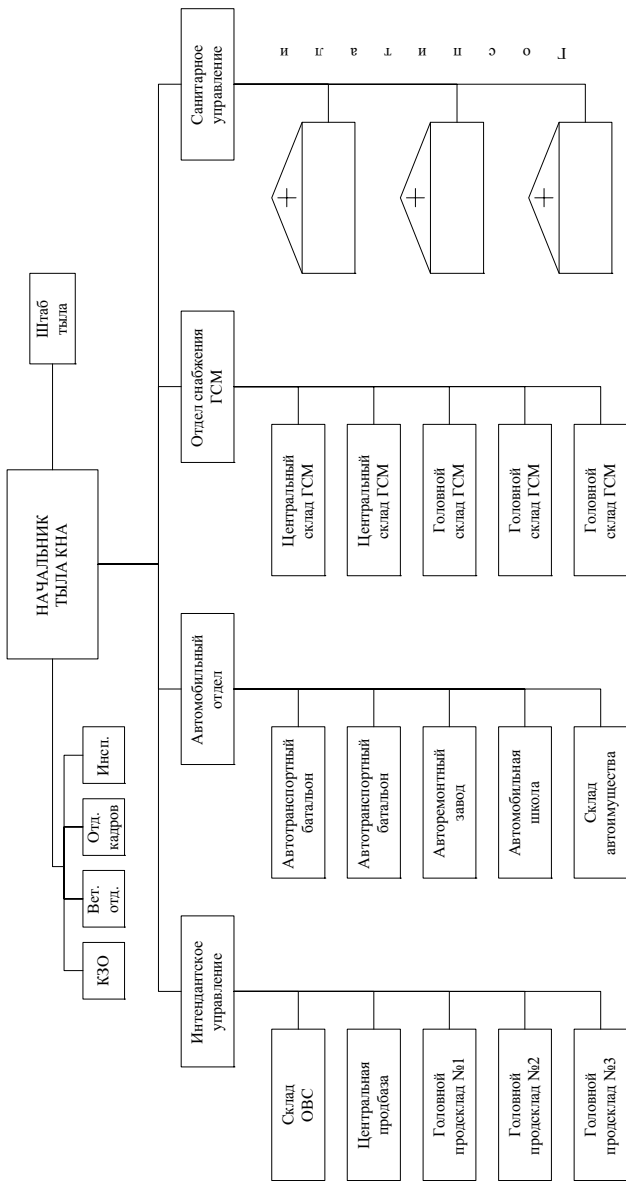 НАЧАЛЬНИК
ТЫЛА КНА
Штаб
тыла
КЗО
Вет.
отд.
Отд.
кадров
Инсп.
Интендантское
управление
Автомобильный
отдел
Отдел снабжения
ГСМ
Санитарное
управление
Склад
ОВС
Центральная
продбаза
Головной
продсклад №1
Головной
продсклад №2
Головной
продсклад №3
Автотранспортный
батальон
Автотранспортный
батальон
Авторемонтный
завод
Автомобильная
школа
Склад
автоимущества
Центральный
склад ГСМ
Центральный
склад ГСМ
Головной
склад ГСМ
Головной
склад ГСМ
Головной
склад ГСМ
Госпитали